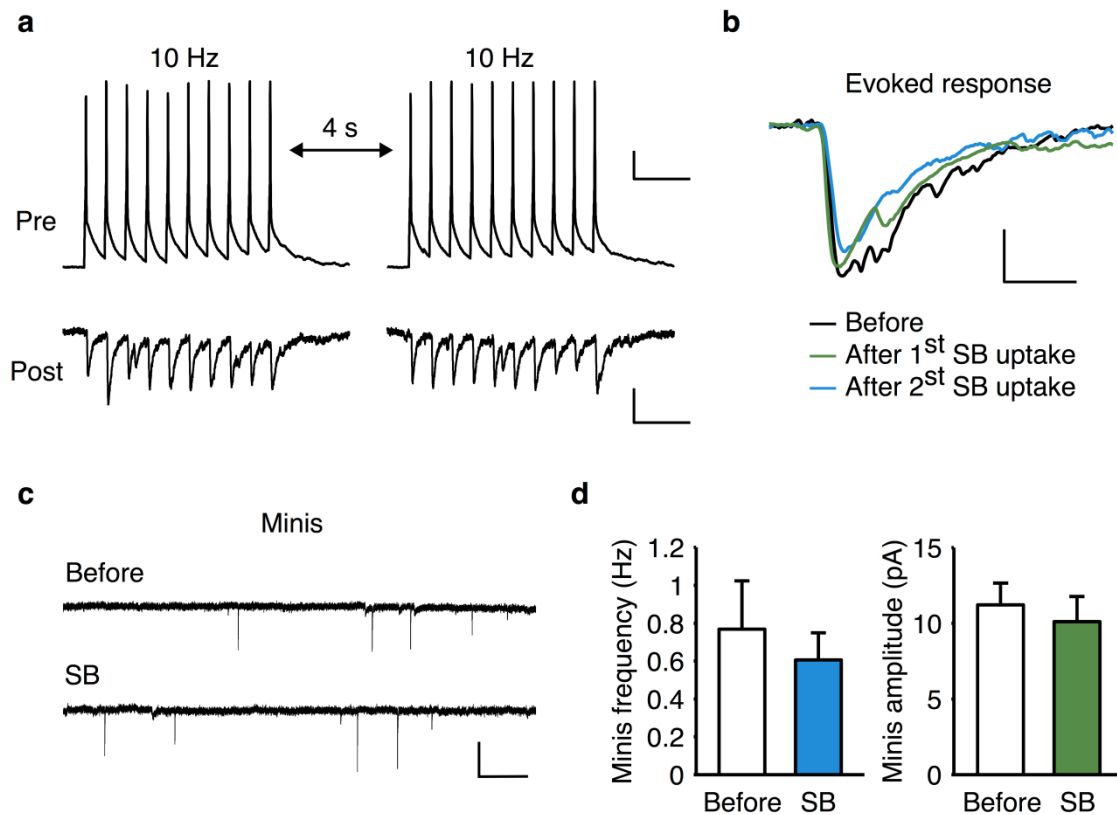 a
10 Hz
10 Hz
4 s
Pre
Post
b
Evoked response
Before
After 1st SB uptake
After 2st SB uptake
c
Minis
Before
SB
d
Minis frequency (Hz)
1.2
1
0.8
0.6
0.4
0.2
0
Before SB
Minis amplitude (pA)
15
10
5
0
Before SB